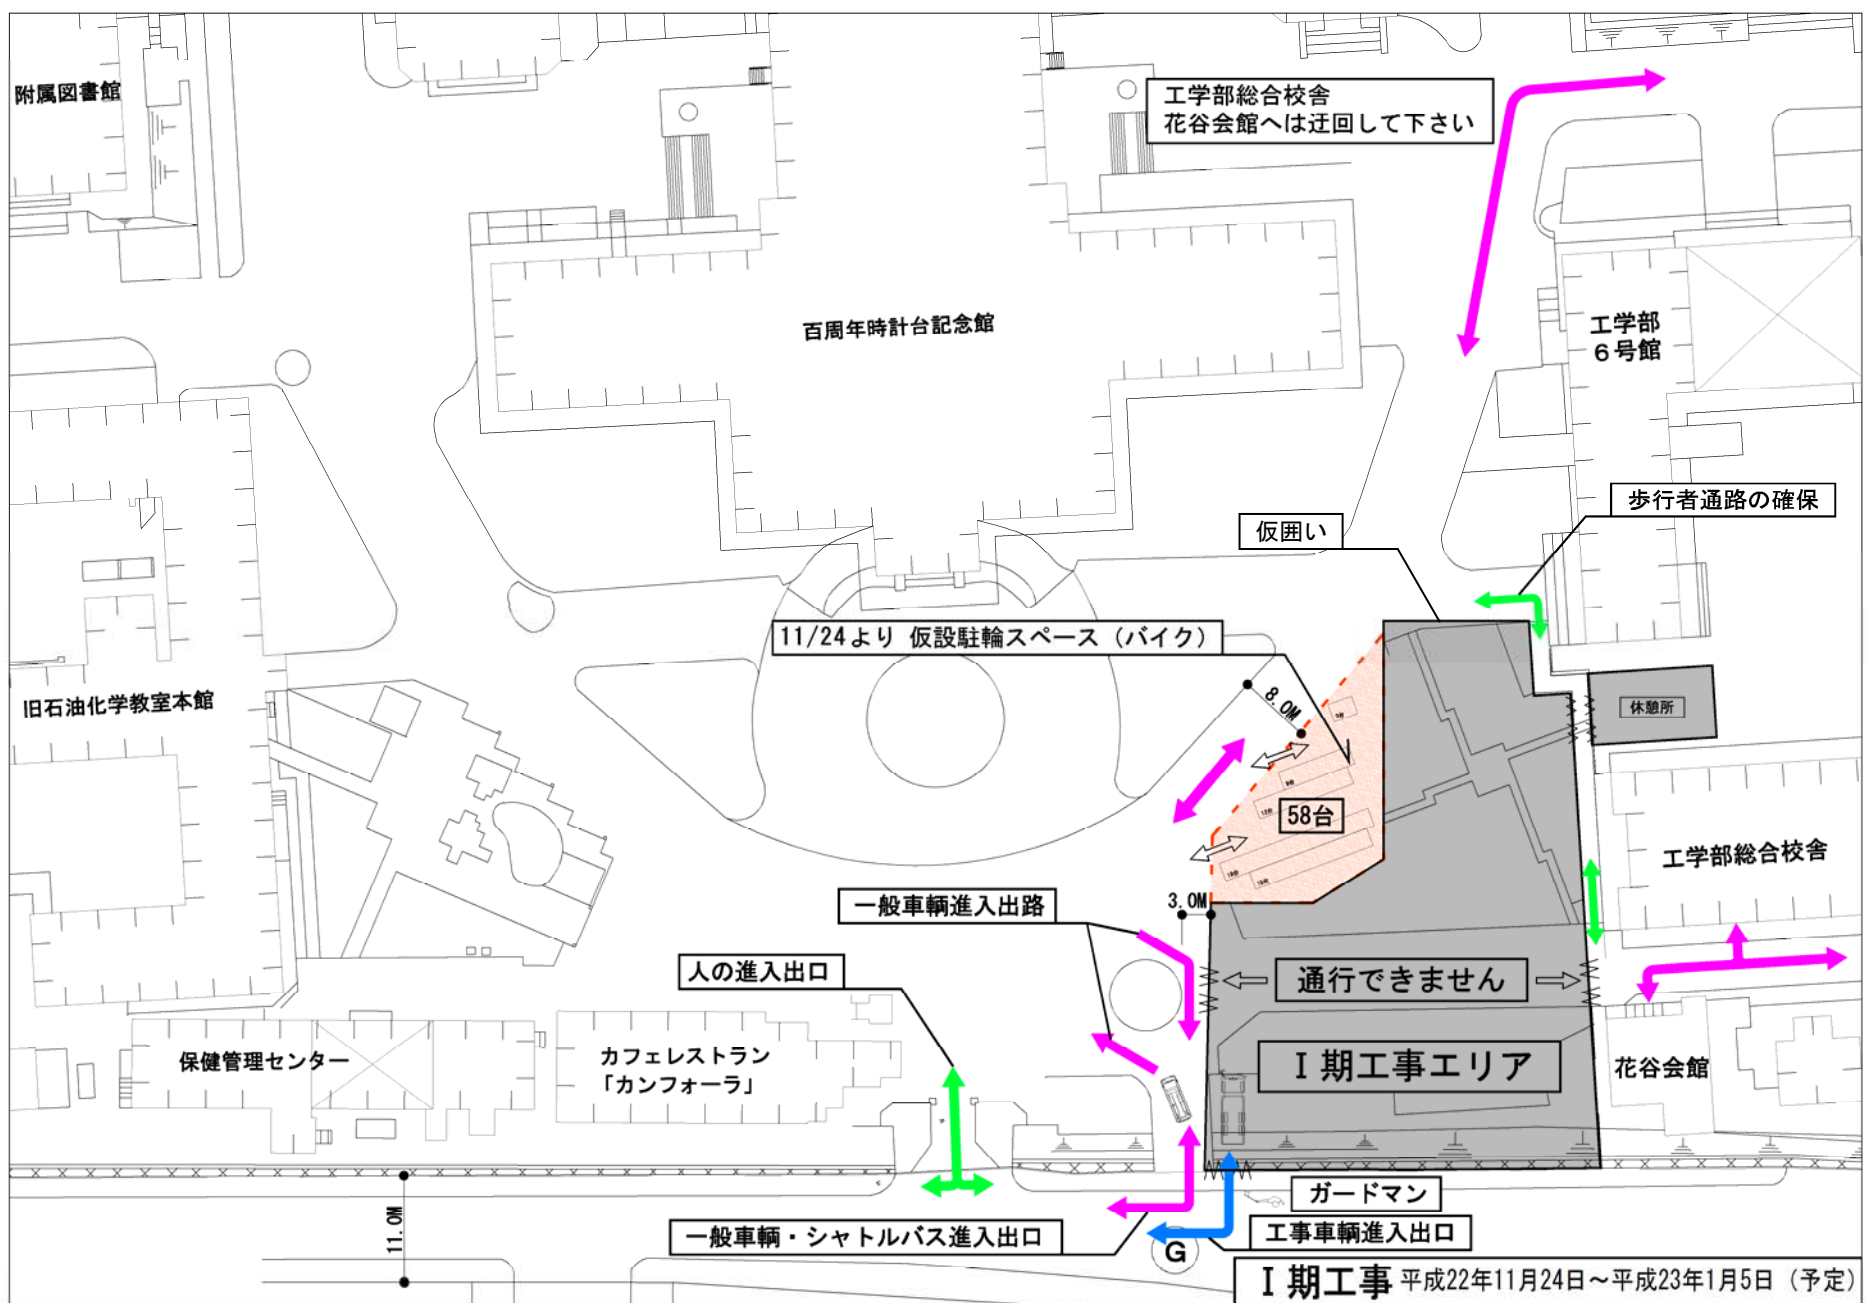 附属図書館
工学部総合校舎
花谷会館へは迂回して下さい
百周年時計台記念館
工学部
6号館
歩行者通路の確保
仮囲い
11/24より 仮設駐輪スペース（バイク）
旧石油化学教室本館
8.0M
休憩所
58台
工学部総合校舎
一般車輌進入出路
3.0M
人の進入出口
通行できません
保健管理センター
カフェレストラン
「カンフォーラ」
Ⅰ期工事エリア
花谷会館
11.0M
ガードマン
一般車輌・シャトルバス進入出口
G
工事車輌進入出口
Ⅰ期工事 平成22年11月24日～平成23年1月5日（予定）